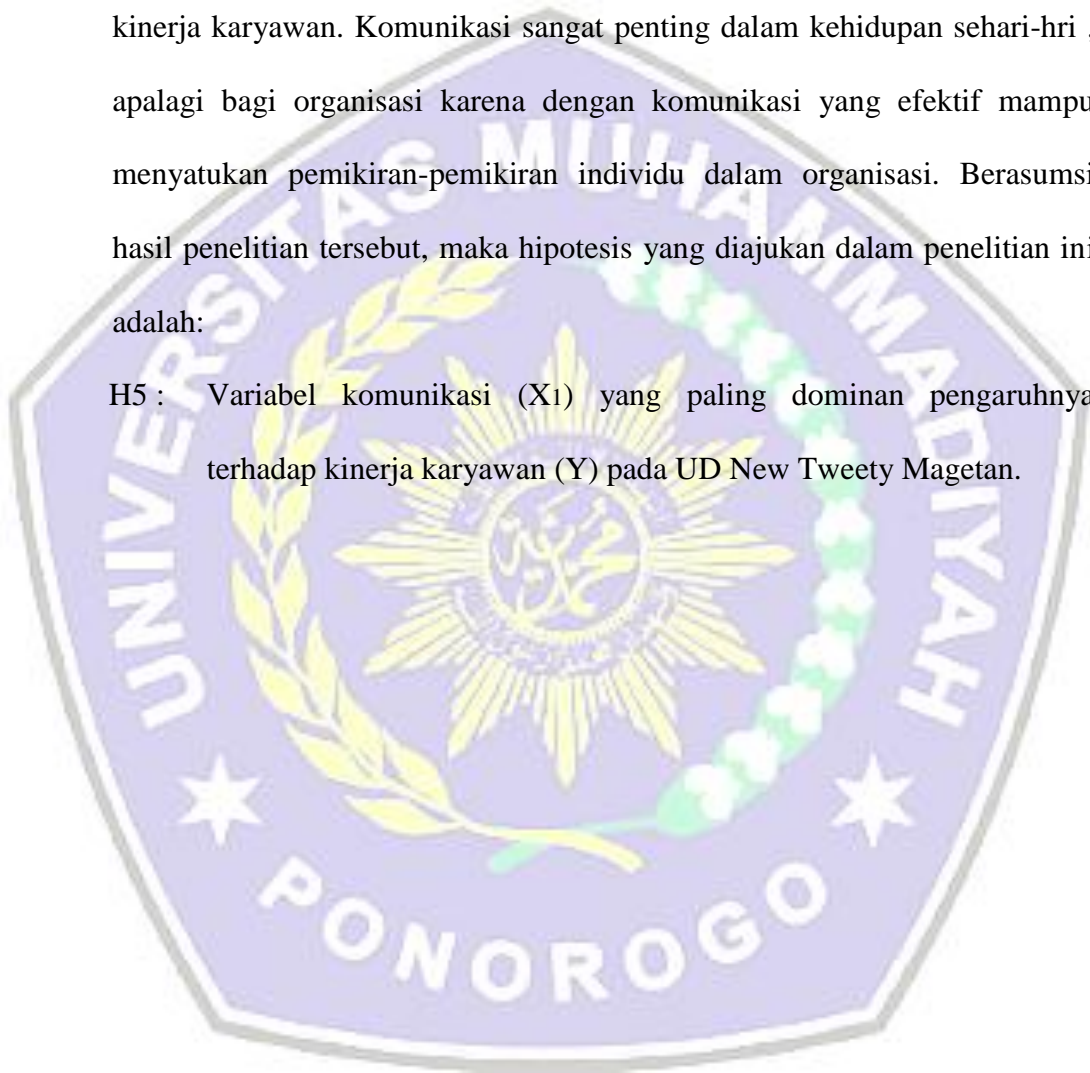 kinerja karyawan. Komunikasi sangat penting dalam kehidupan sehari-hri ,
apalagi bagi organisasi karena dengan komunikasi yang efektif mampu
menyatukan pemikiran-pemikiran individu dalam organisasi. Berasumsi
hasil penelitian tersebut, maka hipotesis yang diajukan dalam penelitian ini
adalah:
H5 : Variabel komunikasi (X1) yang paling dominan pengaruhnya
terhadap kinerja karyawan (Y) pada UD New Tweety Magetan.
UNIVERSITAS MUHAMMADIYAH
PONOROGO